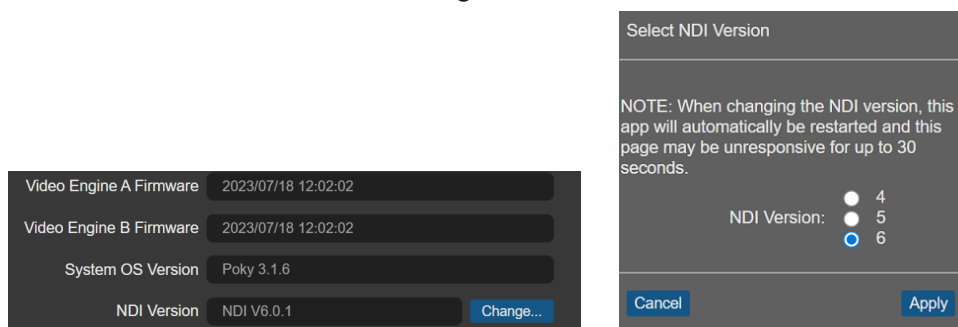 Video Engine A Firmware 2023/07/18 12:02:02
Video Engine B Firmware 2023/07/18 12:02:02
System OS Version Poky 3.1.6
NDI Version NDI V6.0.1 Change...
Select NDI Version
NOTE: When changing the NDI version, this
app will automatically be restarted and this
page may be unresponsive for up to 30
seconds.
4
NDI Version: 5
6
Cancel Apply